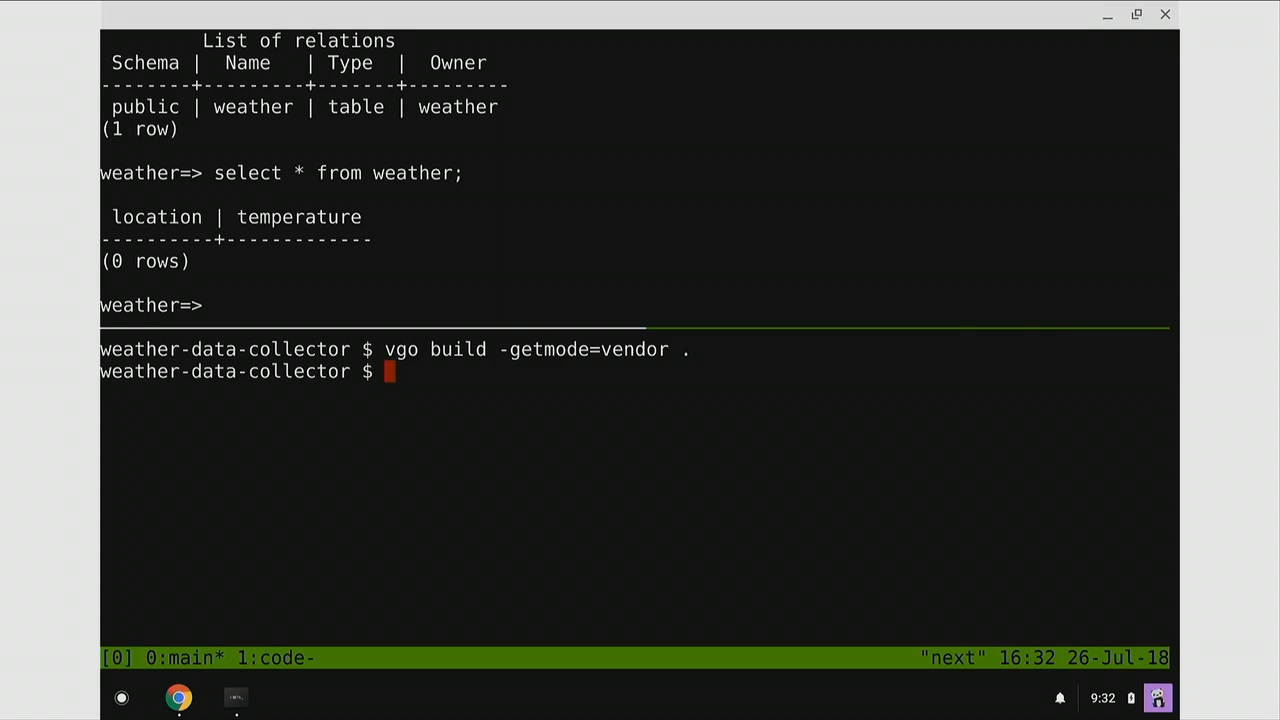 List of relations
Schema | Name | Type | Owner
--------+---------+-------+---------
public | weather | table | weather
(1 row)
weather=> select * from weather;
location | temperature
----------+-------------
(0 rows)
weather=>
weather-data-collector $ vgo build -getmode=vendor .
weather-data-collector $
[0] 0:main* 1:code- "next" 16:32 26-Jul-18
9:32